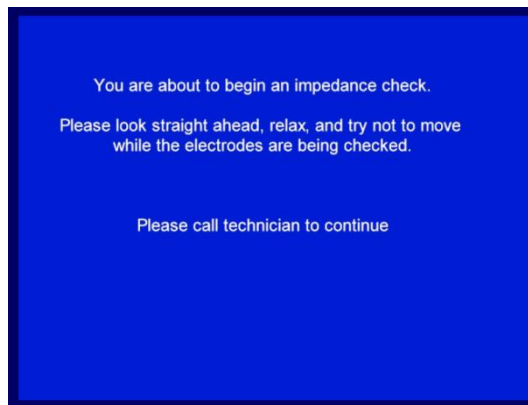 You are about to begin an impedance check.
Please look straight ahead, relax, and try not to move
while the electrodes are being checked.
Please call technician to continue